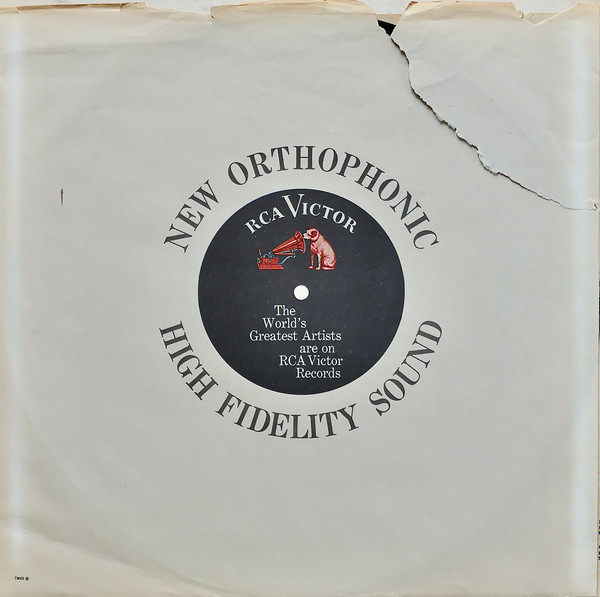 NEW ORTHOPHONIC
RCA VICTOR
The
World's
Greatest Artists
are on
RCA Victor
Records
HIGH FIDELITY SOUND